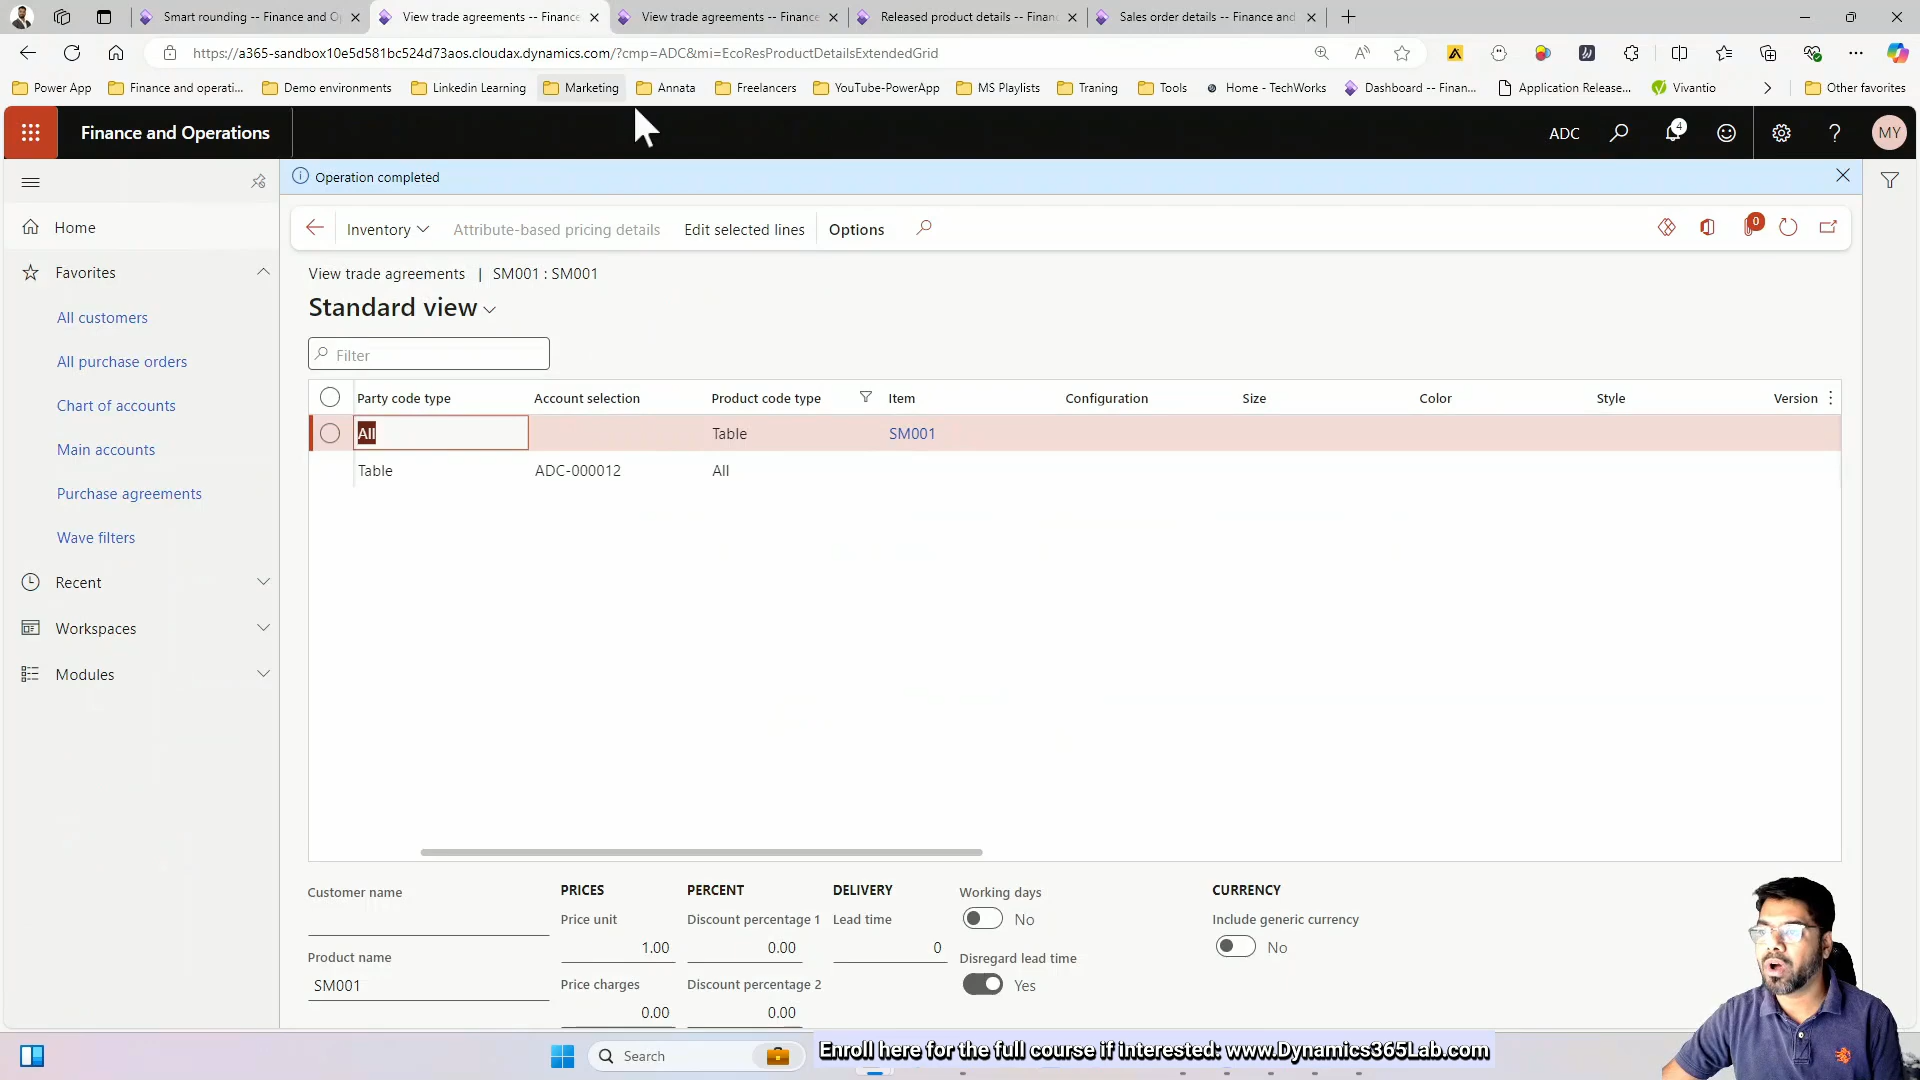 Smart rounding -- Finance and O
View trade agreements -- Finance
View trade agreements -- Finance
Released product details -- Finan
Sales order details -- Finance and
https://a365-sandbox10e5d581bc524d73aos.cloudax.dynamics.com/?cmp=ADC&mi=EcoResProductDetailsExtendedGrid
Power App
Finance and operati...
Demo environments
Linkedin Learning
Marketing
Annata
Freelancers
YouTube-PowerApp
MS Playlists
Traning
Tools
Home - TechWorks
Dashboard -- Finan...
Application Release...
Vivantio
Other favorites
Finance and Operations
ADC
4
MY
Operation completed
Inventory
Attribute-based pricing details
Edit selected lines
Options
0
Home
Favorites
All customers
All purchase orders
Chart of accounts
Main accounts
Purchase agreements
Wave filters
Recent
Workspaces
Modules
View trade agreements | SM001 : SM001
Standard view
Filter
Party code type Account selection Product code type Item Configuration Size Color Style Version
All Table SM001
Table ADC-000012 All
Customer name
Product name
SM001
PRICES
Price unit
1.00
Price charges
0.00
PERCENT
Discount percentage 1
0.00
Discount percentage 2
0.00
DELIVERY
Lead time
0
Working days
No
Disregard lead time
Yes
CURRENCY
Include generic currency
No
Search
Enroll here for the full course if interested: www.Dynamics365Lab.com